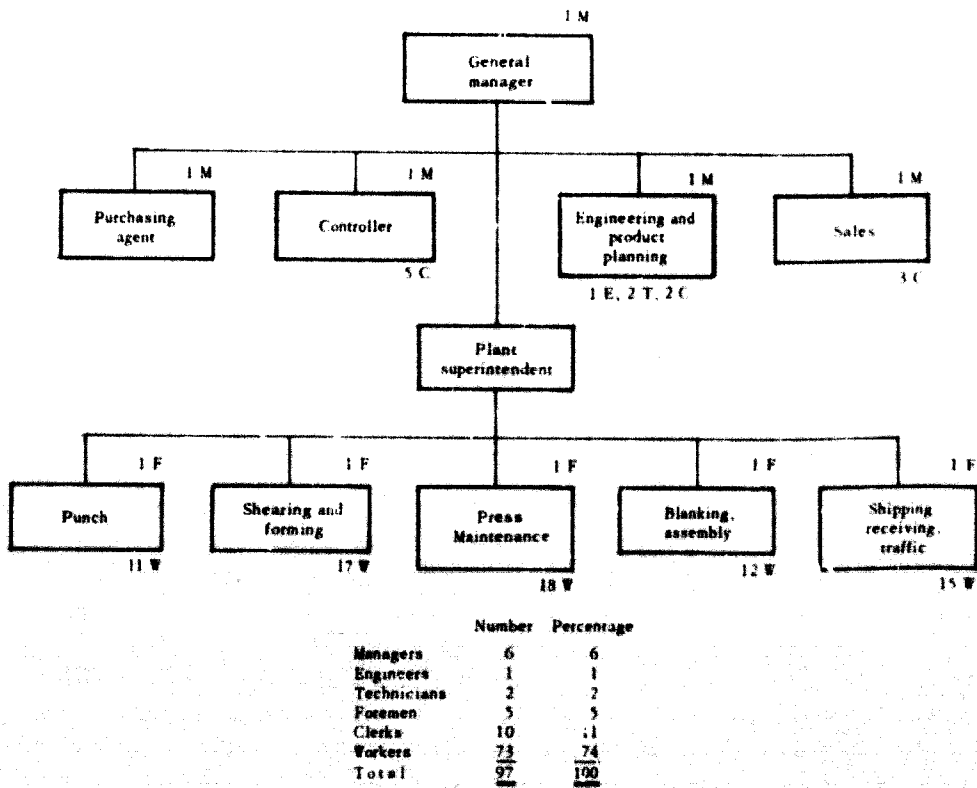 1 M
General
manager
1 M
1 M
1 M
1 M
Purchasing
agent
Controller
Engineering and
product
planning
Sales
5 C
1 E, 2 T, 2 C
3 C
Plant
superintendent
1 F
1 F
1 F
1 F
1 F
Punch
Shearing and
forming
Press
Maintenance
Blanking,
assembly
Shipping
receiving,
traffic
11 W
17 W
18 W
12 W
15 W
Number Percentage
Managers 6 6
Engineers 1 1
Technicians 2 2
Foremen 5 5
Clerks 10 11
Workers 73 74
Total 97 100